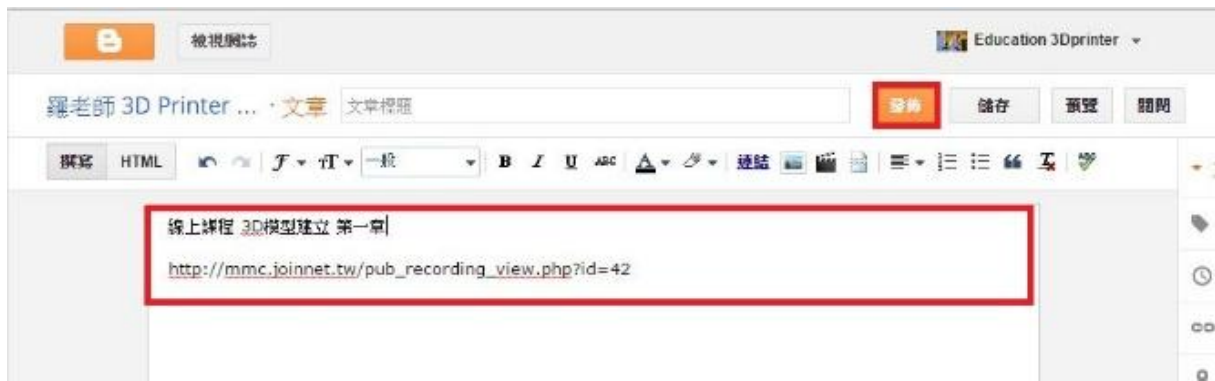 檢視網誌 Education 3Dprinter
羅老師 3D Printer ... · 文章 文章標題 發佈 儲存 預覽 關閉
撰寫 HTML 一般 B I U ABC A 連結
線上課程 3D模型建立 第一章
http://mmc.joinnet.tw/pub_recording_view.php?id=42